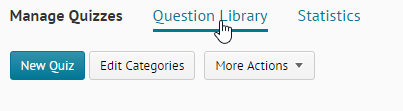 Manage Quizzes Question Library Statistics
New Quiz Edit Categories More Actions